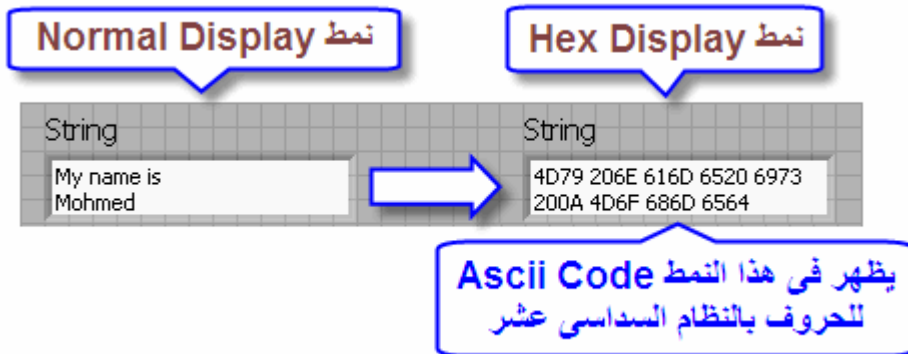 نمط Normal Display
نمط Hex Display
String
My name is
Mohmed
String
4D79 206E 616D 6520 6973
200A 4D6F 686D 6564
يظهر فى هذا النمط Ascii Code
للحروف بالنظام السداسى عشر